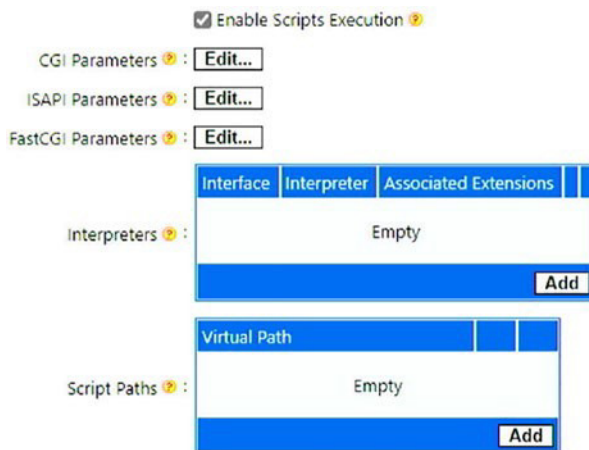 Enable Scripts Execution
CGI Parameters : Edit...
ISAPI Parameters : Edit...
FastCGI Parameters : Edit...
Interface Interpreter Associated Extensions
Interpreters : Empty
Add
Virtual Path
Script Paths : Empty
Add